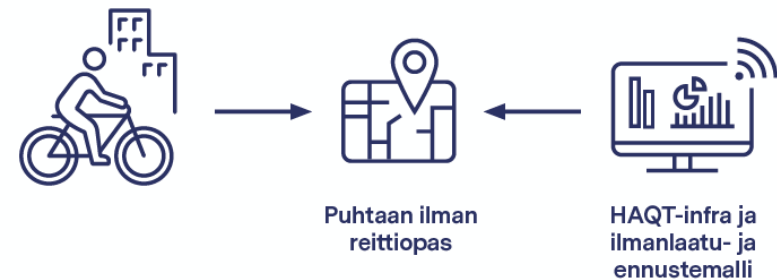 Puhtaan ilman
reittiopas
HAQT-infra ja
ilmanlaatu- ja
ennustemalli